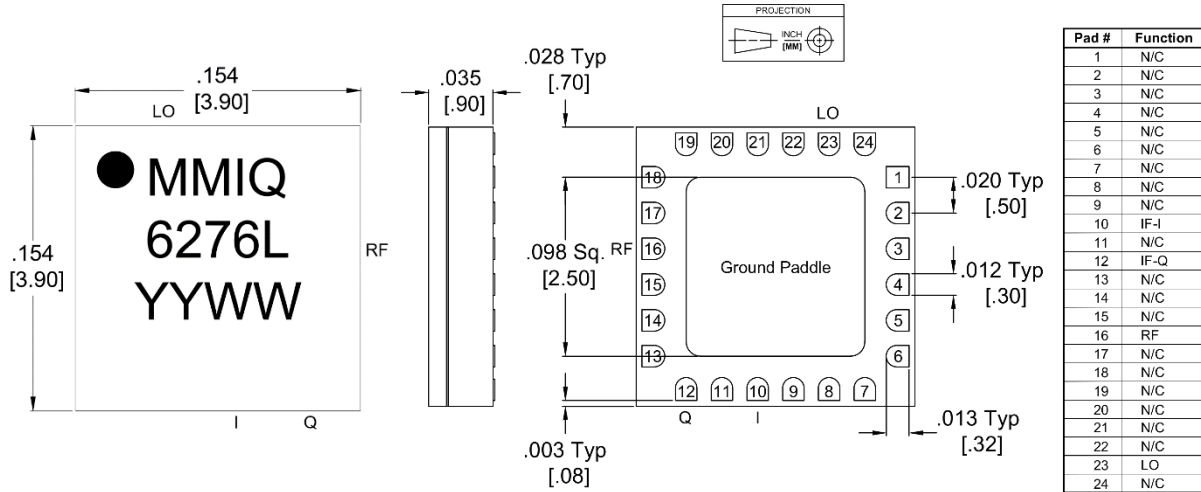 PROJECTION
INCH
[MM]
.154
[3.90]
LO
.154
[3.90]
MMIQ
6276L
YYWW
RF
I Q
.035
[.90]
.028 Typ
[.70]
LO
19 20 21 22 23 24
18
17
16
15
14
13
1
2
3
4
5
6
12 11 10 9 8 7
Q I
.098 Sq.
[2.50]
RF
Ground Paddle
.020 Typ
[.50]
.012 Typ
[.30]
.013 Typ
[.32]
.003 Typ
[.08]
Pad # Function
1 N/C
2 N/C
3 N/C
4 N/C
5 N/C
6 N/C
7 N/C
8 N/C
9 N/C
10 IF-I
11 N/C
12 IF-Q
13 N/C
14 N/C
15 N/C
16 RF
17 N/C
18 N/C
19 N/C
20 N/C
21 N/C
22 N/C
23 LO
24 N/C